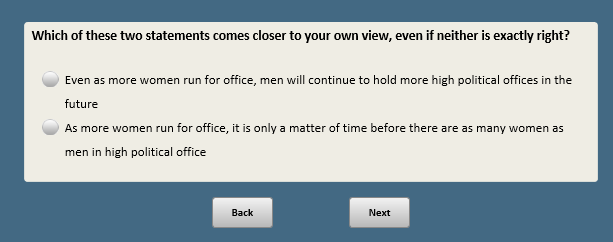 Which of these two statements comes closer to your own view, even if neither is exactly right?
Even as more women run for office, men will continue to hold more high political offices in the
future
As more women run for office, it is only a matter of time before there are as many women as
men in high political office
Back
Next